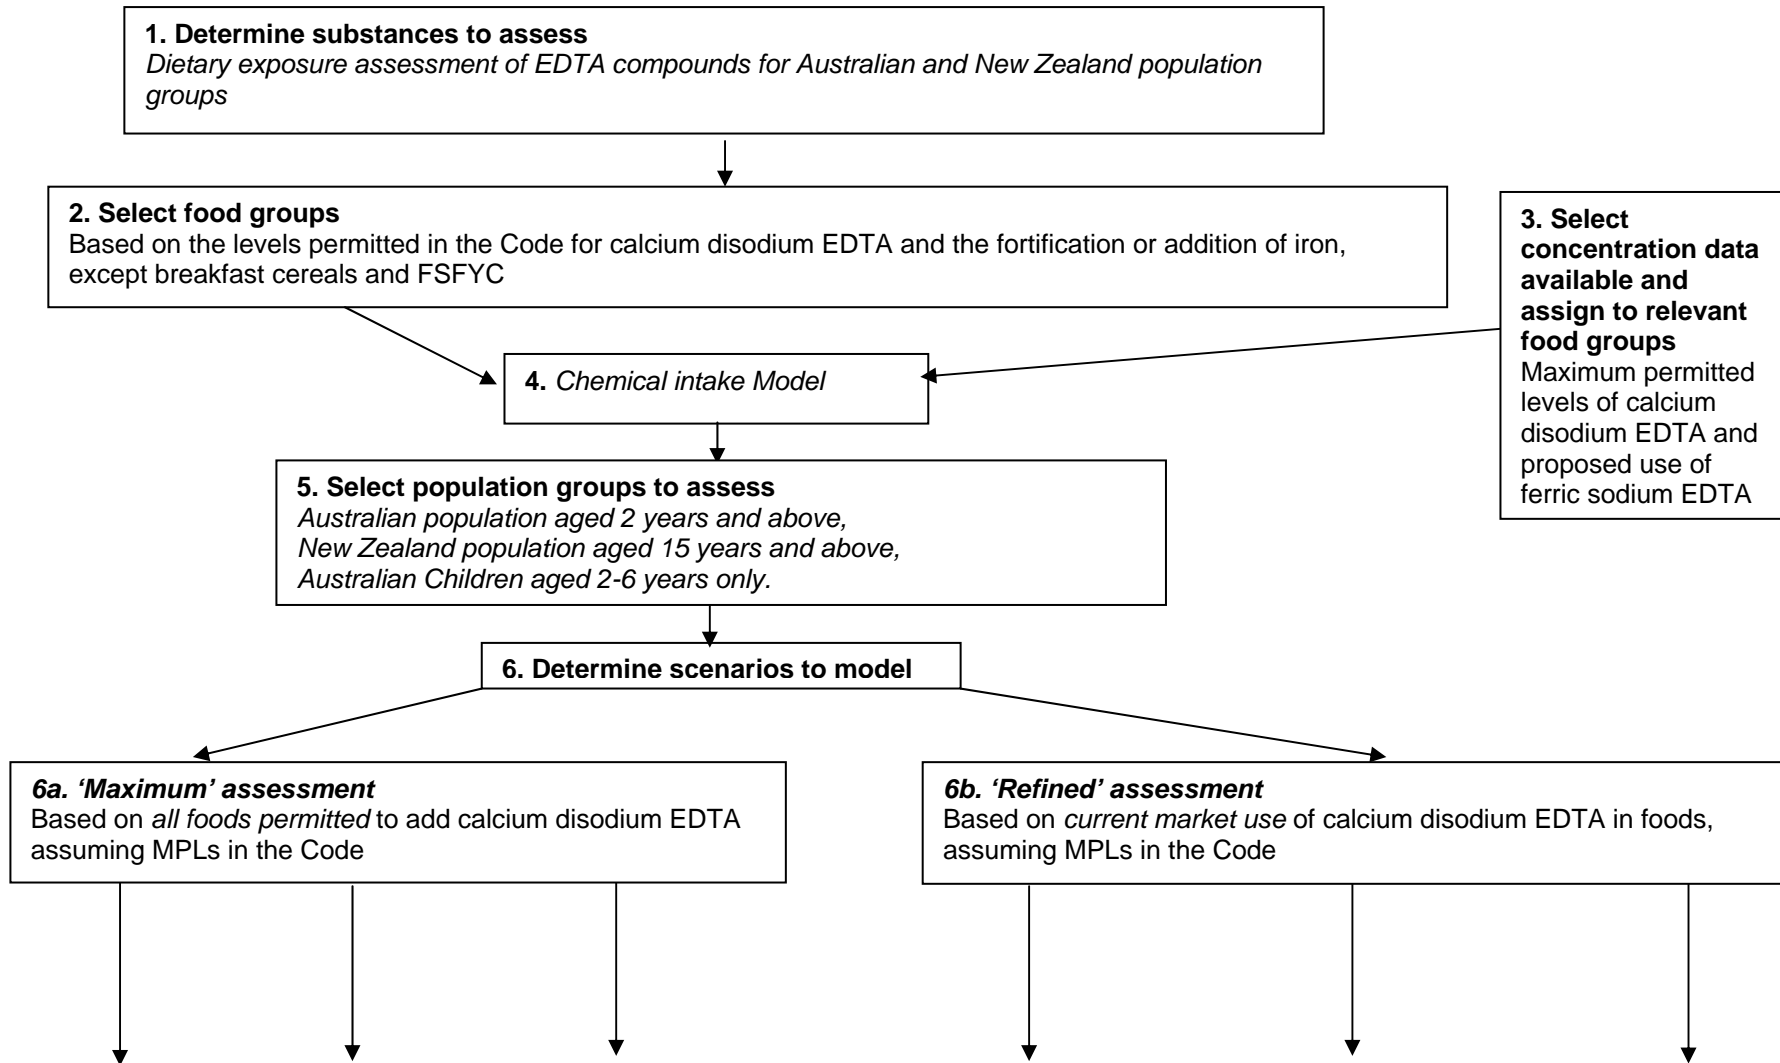 1. Determine substances to assess
Dietary exposure assessment of EDTA compounds for Australian and New Zealand population
groups
2. Select food groups
Based on the levels permitted in the Code for calcium disodium EDTA and the fortification or addition of iron,
except breakfast cereals and FSFYC
3. Select
concentration data
available and
assign to relevant
food groups
Maximum permitted
levels of calcium
disodium EDTA and
proposed use of
ferric sodium EDTA
4. Chemical intake Model
5. Select population groups to assess
Australian population aged 2 years and above,
New Zealand population aged 15 years and above,
Australian Children aged 2-6 years only.
6. Determine scenarios to model
6a. ‘Maximum’ assessment
Based on all foods permitted to add calcium disodium EDTA
assuming MPLs in the Code
6b. ‘Refined’ assessment
Based on current market use of calcium disodium EDTA in foods,
assuming MPLs in the Code